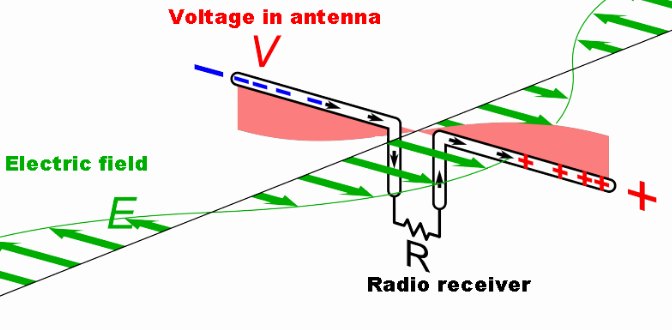 Voltage in antenna
V
Electric field
E
+
R
Radio receiver